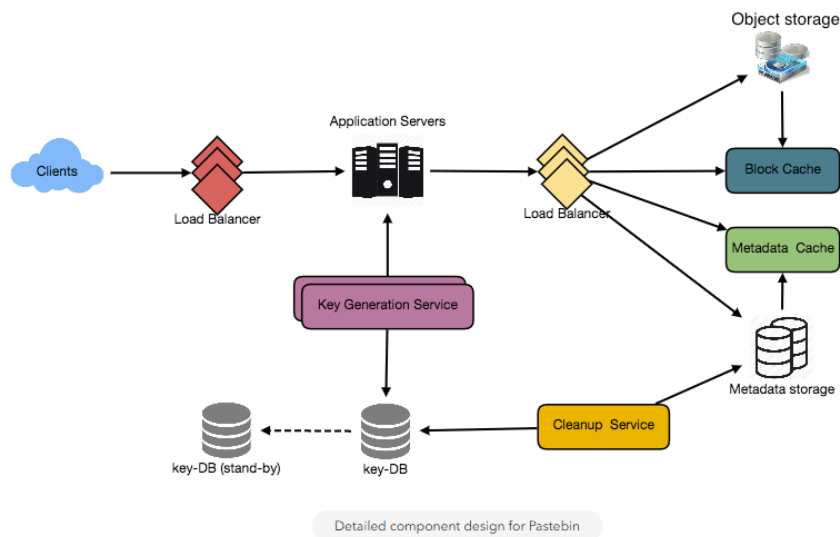 Object storage
Application Servers
Clients
Block Cache
Load Balancer
Load Balancer
Metadata Cache
Key Generation Service
Metadata storage
Cleanup Service
key-DB (stand-by)
key-DB
Detailed component design for Pastebin